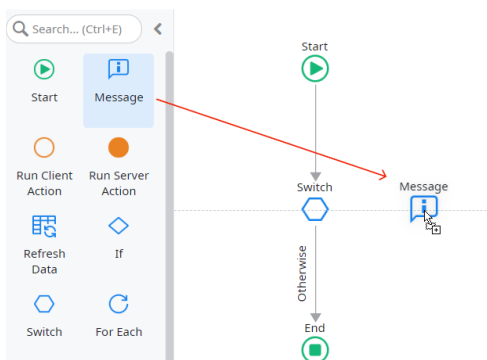 Search... (Ctrl+E)
Start
Message
Run Client
Action
Run Server
Action
Refresh
Data
If
Switch
For Each
Start
Switch
Message
Otherwise
End